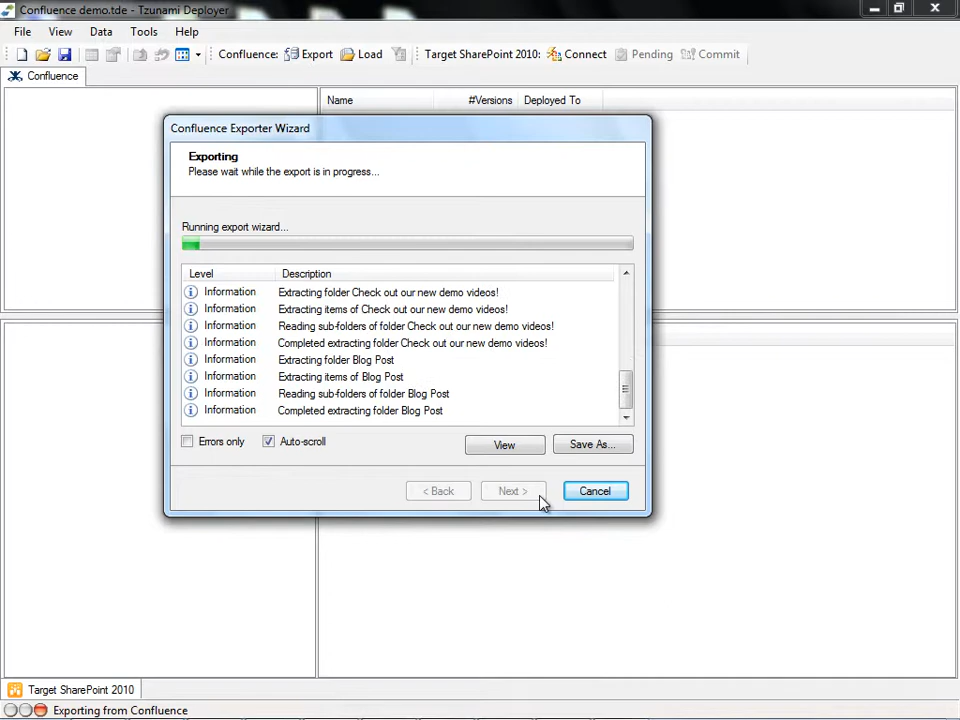 Confluence demo.tde - Tzunami Deployer
File View Data Tools Help
Confluence: Export Load Target SharePoint 2010: Connect Pending Commit
Confluence
Name #Versions Deployed To
Confluence Exporter Wizard
Exporting
Please wait while the export is in progress...
Running export wizard...
Level Description
Information Extracting folder Check out our new demo videos!
Information Extracting items of Check out our new demo videos!
Information Reading sub-folders of folder Check out our new demo videos!
Information Completed extracting folder Check out our new demo videos!
Information Extracting folder Blog Post
Information Extracting items of Blog Post
Information Reading sub-folders of folder Blog Post
Information Completed extracting folder Blog Post
Errors only Auto-scroll View Save As...
< Back Next > Cancel
Target SharePoint 2010
Exporting from Confluence